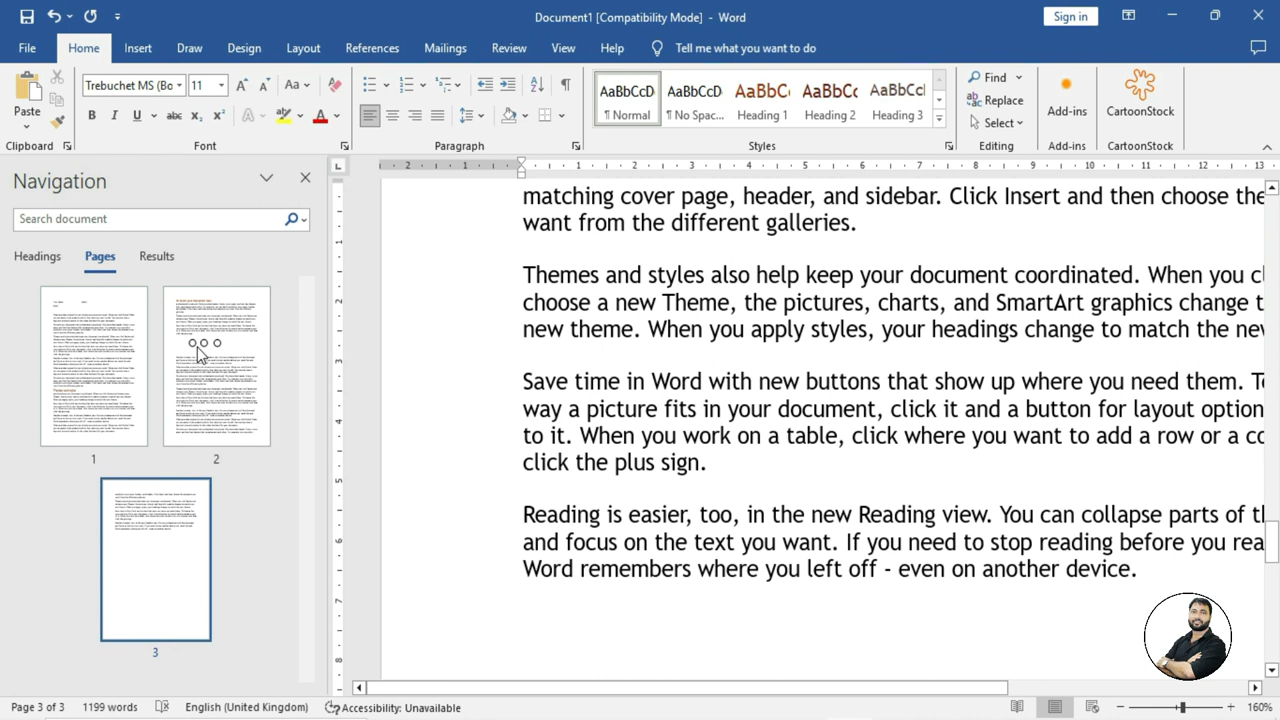 Document1 [Compatibility Mode] - Word
Sign in
File Home Insert Draw Design Layout References Mailings Review View Help Tell me what you want to do
Trebuchet MS (Bo 11
Paste
Clipboard
Font
Paragraph
AaBbCcD AaBbCcD AaBbC AaBbCc AaBbCcI
¶ Normal ¶ No Spac... Heading 1 Heading 2 Heading 3
Styles
Find
Replace
Select
Editing
Add-ins
Add-ins
CartoonStock
CartoonStock
Navigation
Search document
Headings Pages Results
1
2
3
matching cover page, header, and sidebar. Click Insert and then choose the
want from the different galleries.
Themes and styles also help keep your document coordinated. When you cl
choose a new Theme, the pictures, charts, and SmartArt graphics change t
new theme. When you apply styles, your headings change to match the new
Save time in Word with new buttons that show up where you need them. T
way a picture fits in your document, click it and a button for layout option
to it. When you work on a table, click where you want to add a row or a co
click the plus sign.
Reading is easier, too, in the new Reading view. You can collapse parts of th
and focus on the text you want. If you need to stop reading before you rea
Word remembers where you left off - even on another device.
Page 3 of 3 1199 words English (United Kingdom) Accessibility: Unavailable 160%